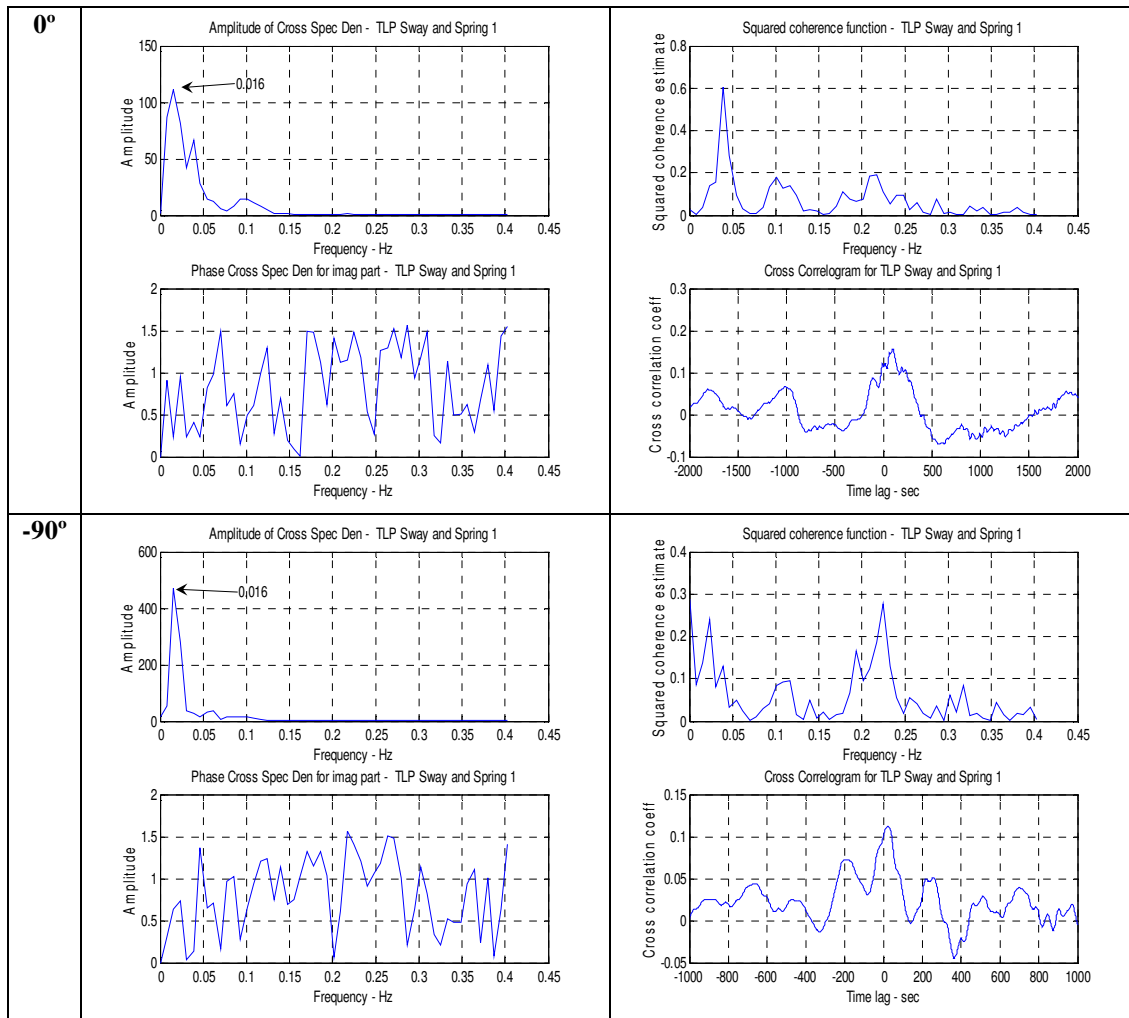 0º
Amplitude of Cross Spec Den - TLP Sway and Spring 1
150
100
50
0
Amplitude
0.016
0 0.05 0.1 0.15 0.2 0.25 0.3 0.35 0.4 0.45
Frequency - Hz
Phase Cross Spec Den for imag part - TLP Sway and Spring 1
2
1.5
1
0.5
0
Amplitude
0 0.05 0.1 0.15 0.2 0.25 0.3 0.35 0.4 0.45
Frequency - Hz
Squared coherence function - TLP Sway and Spring 1
0.8
0.6
0.4
0.2
0
Squared coherence estimate
0 0.05 0.1 0.15 0.2 0.25 0.3 0.35 0.4 0.45
Frequency - Hz
Cross Correlogram for TLP Sway and Spring 1
0.3
0.2
0.1
0
-0.1
Cross correlation coeff
-2000 -1500 -1000 -500 0 500 1000 1500 2000
Time lag - sec
-90º
Amplitude of Cross Spec Den - TLP Sway and Spring 1
600
400
200
0
Amplitude
0.016
0 0.05 0.1 0.15 0.2 0.25 0.3 0.35 0.4 0.45
Frequency - Hz
Phase Cross Spec Den for imag part - TLP Sway and Spring 1
2
1.5
1
0.5
0
Amplitude
0 0.05 0.1 0.15 0.2 0.25 0.3 0.35 0.4 0.45
Frequency - Hz
Squared coherence function - TLP Sway and Spring 1
0.4
0.3
0.2
0.1
0
Squared coherence estimate
0 0.05 0.1 0.15 0.2 0.25 0.3 0.35 0.4 0.45
Frequency - Hz
Cross Correlogram for TLP Sway and Spring 1
0.15
0.1
0.05
0
-0.05
Cross correlation coeff
-1000 -800 -600 -400 -200 0 200 400 600 800 1000
Time lag - sec